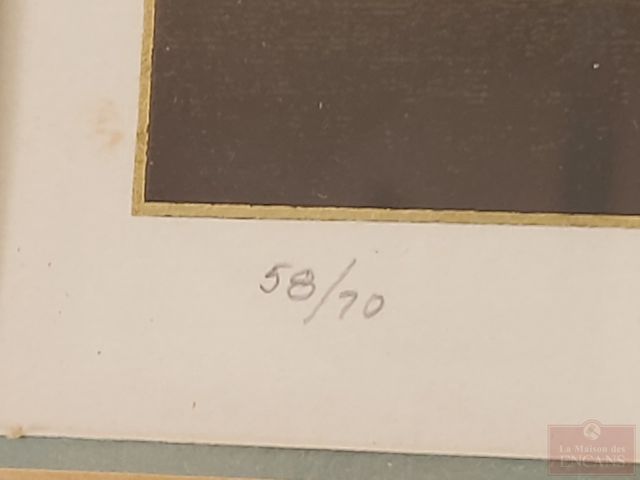 58/70
La Maison des
ENCANS